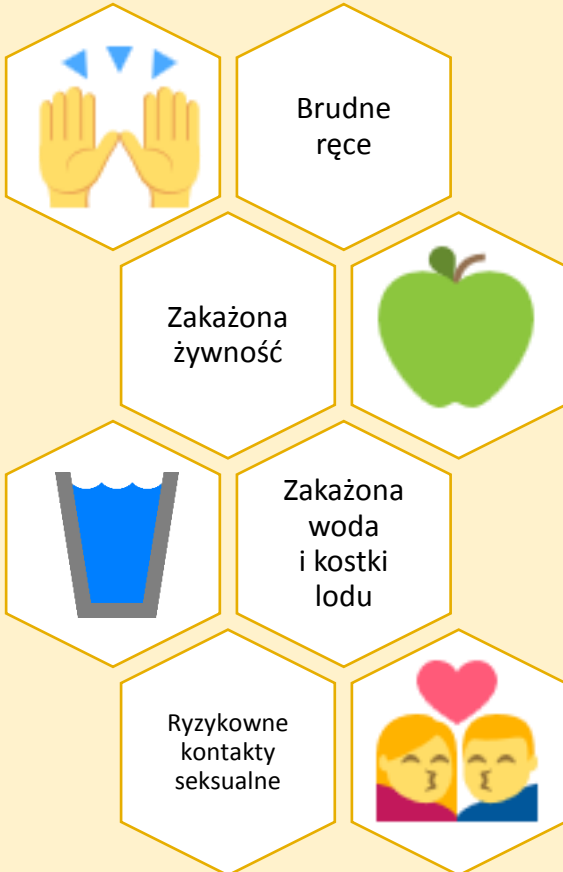 Brudne
ręce
Zakażona
żywność
Zakażona
woda
i kostki
lodu
Ryzykowne
kontakty
seksualne